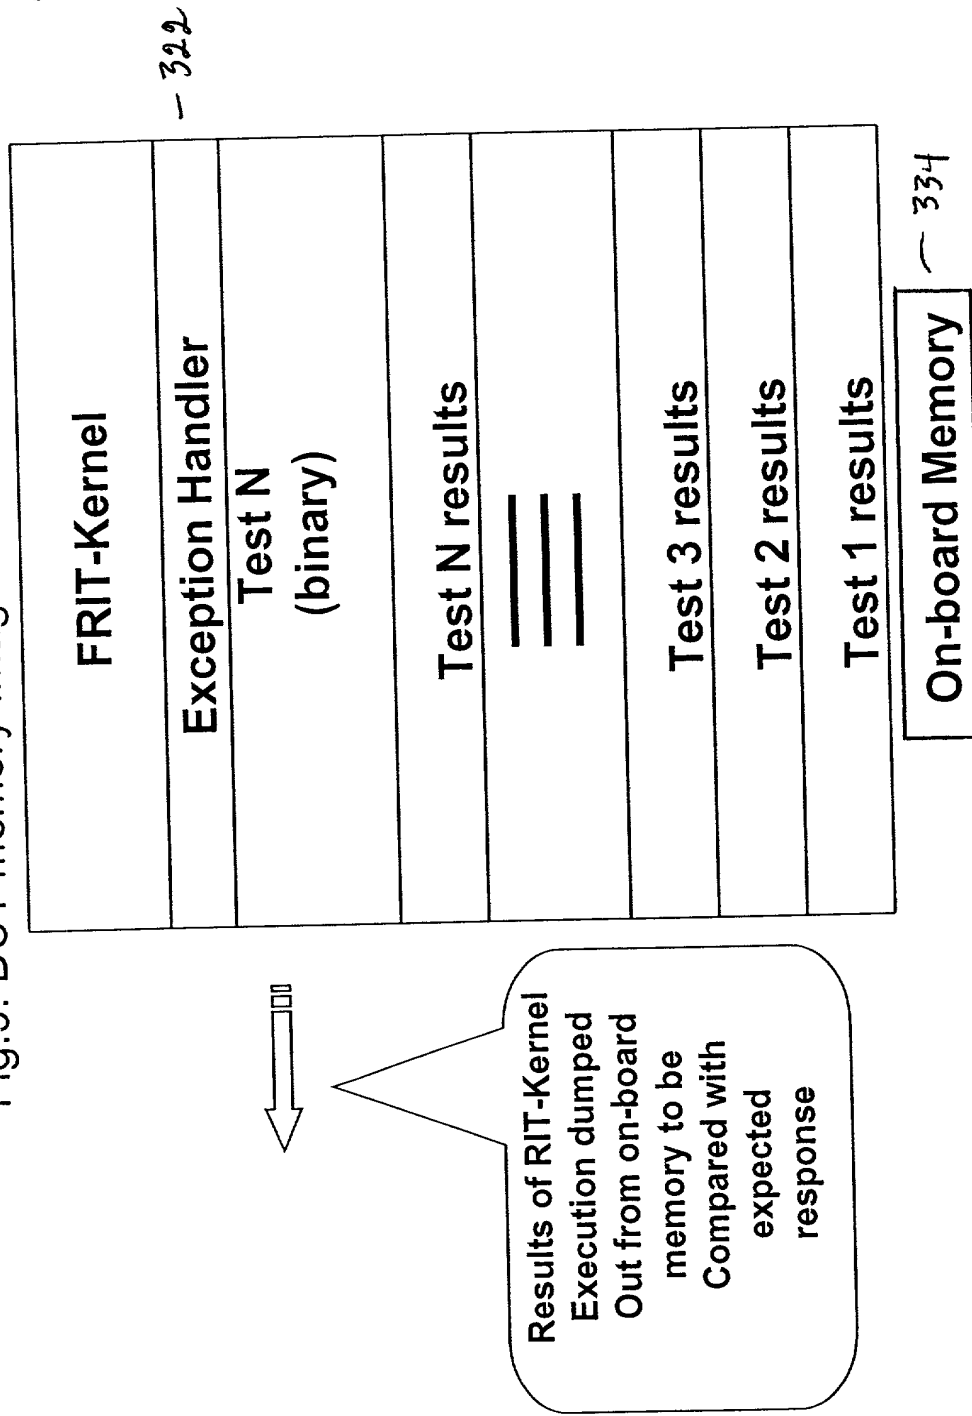 FRIT-Kernel
322
Exception Handler
Test N
(binary)
Test N results
Test 3 results
Test 2 results
Test 1 results
On-board Memory
334
Results of RIT-Kernel
Execution dumped
Out from on-board
memory to be
Compared with
expected
response